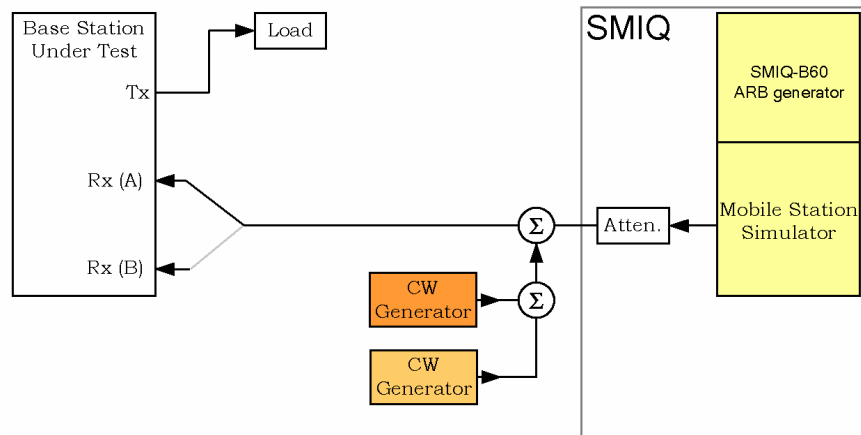 Base Station
Under Test
Tx
Rx (A)
Rx (B)
Load
SMIQ
SMIQ-B60
ARB generator
Mobile Station
Simulator
Atten.
Σ
Σ
CW
Generator
CW
Generator